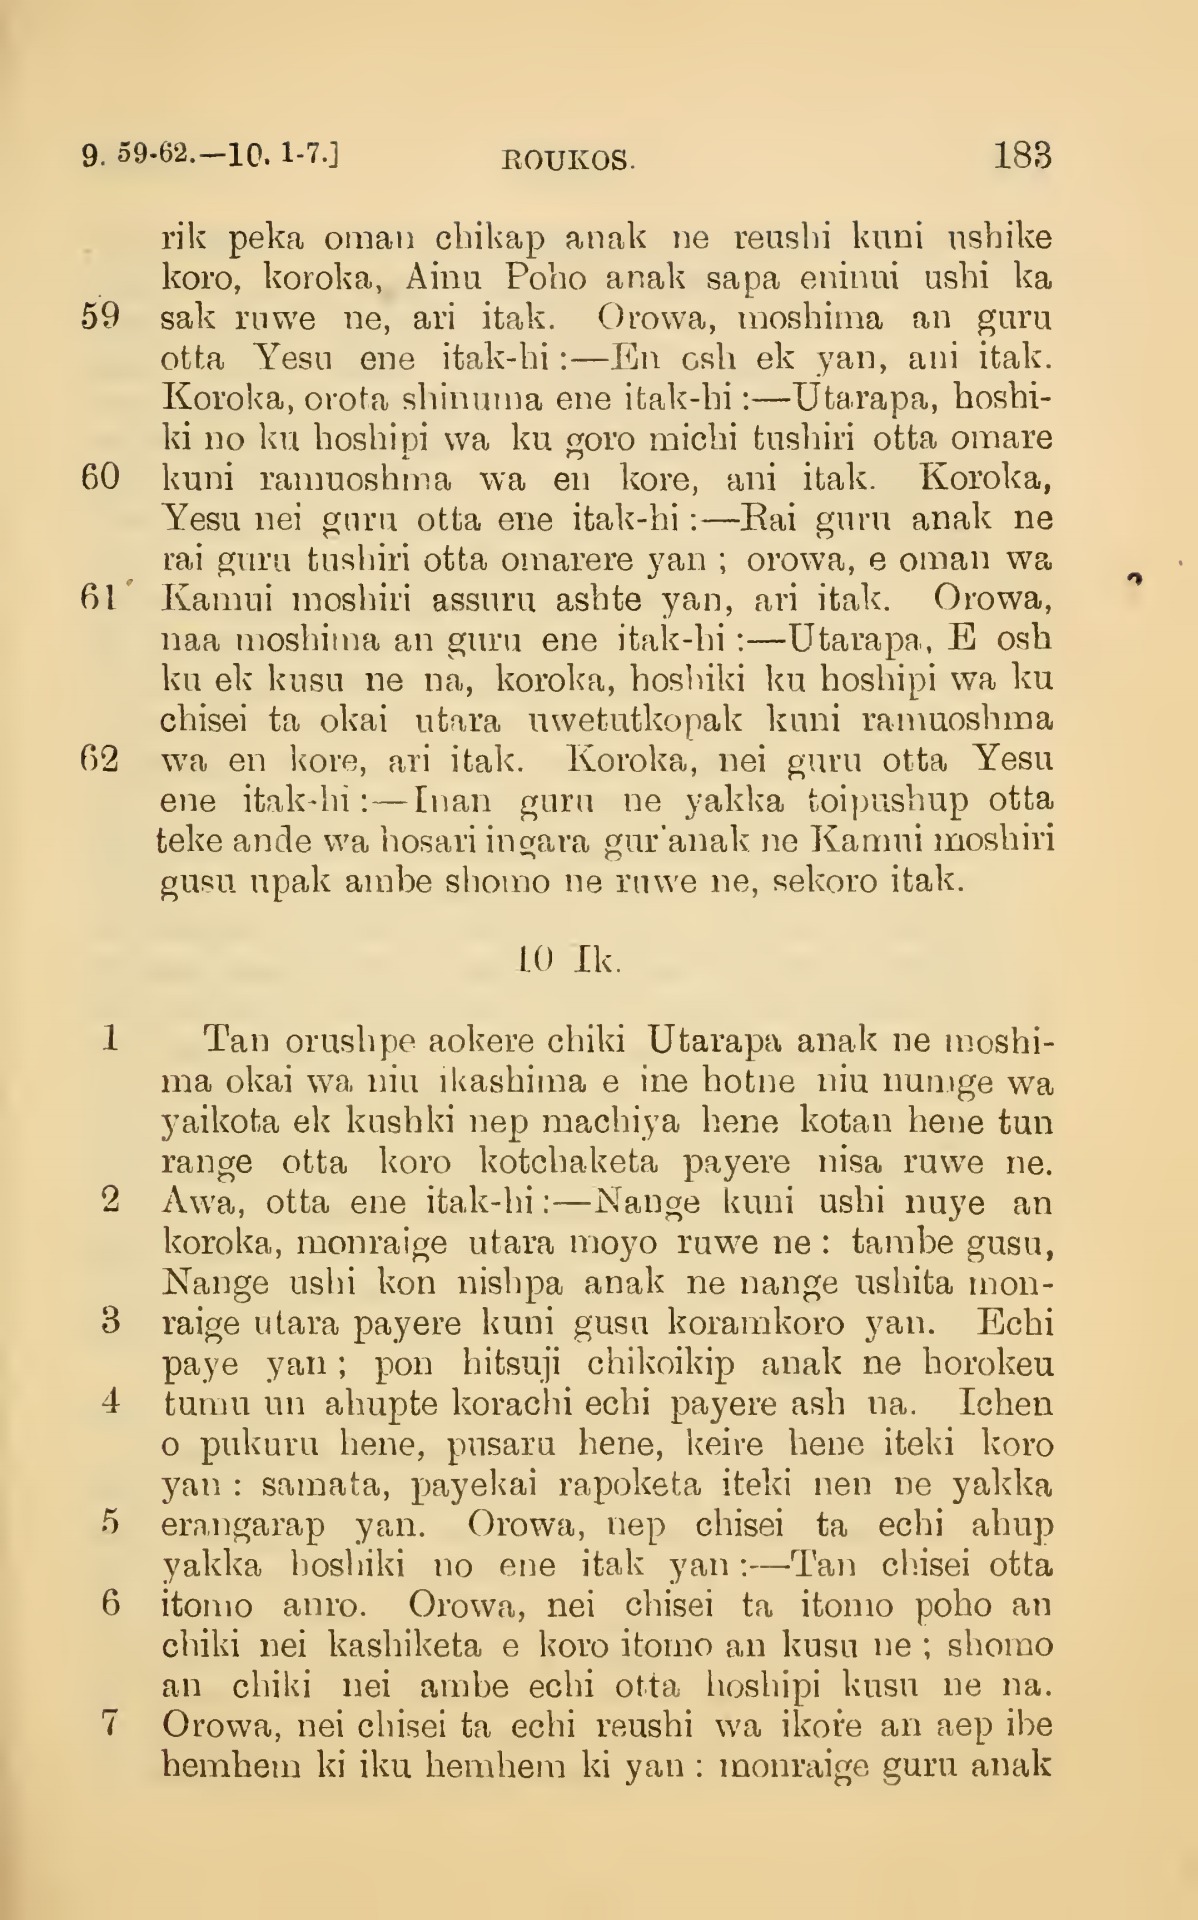 9. 59-62.—10. 1-7.] ROUKOS. 183
rik peka oman chikap anak ne reushi kuni ushike
koro, koroka, Ainu Poho anak sapa eninui ushi ka
59 sak ruwe ne, ari itak. Orowa, moshima an guru
otta Yesu ene itak-hi :—En osh ek yan, ani itak.
Koroka, orota shinuma ene itak-hi :—Utarapa, hoshi-
ki no ku hoshipi wa ku goro michi tushiri otta omare
60 kuni ramuoshma wa en kore, ani itak. Koroka,
Yesu nei guru otta ene itak-hi :—Rai guru anak ne
rai guru tushiri otta omarere yan ; orowa, e oman wa
61 Kamui moshiri assuru ashte yan, ari itak. Orowa,
naa moshima an guru ene itak-hi :—Utarapa, E osh
ku ek kusu ne na, koroka, hoshiki ku hoshipi wa ku
chisei ta okai utara uwetutkopak kuni ramuoshma
62 wa en kore, ari itak. Koroka, nei guru otta Yesu
ene itak-hi :—Inan guru ne yakka toipushup otta
teke ande wa hosari ingara gur'anak ne Kamui moshiri
gusu upak ambe shomo ne ruwe ne, sekoro itak.
10 Ik.
1 Tan orushpe aokere chiki Utarapa anak ne moshi-
ma okai wa niu ikashima e ine hotne niu numge wa
yaikota ek kushki nep machiya hene kotan hene tun
range otta koro kotchaketa payere nisa ruwe ne.
2 Awa, otta ene itak-hi :—Nange kuni ushi nuye an
koroka, monraige utara moyo ruwe ne : tambe gusu,
Nange ushi kon nishpa anak ne nange ushita mon-
3 raige utara payere kuni gusu koramkoro yan. Echi
paye yan ; pon hitsuji chikoikip anak ne horokeu
4 tumu un ahupte korachi echi payere ash na. Ichen
o pukuru hene, pusaru hene, keire hene iteki koro
yan : samata, payekai rapoketa iteki nen ne yakka
5 erangarap yan. Orowa, nep chisei ta echi ahup
yakka hoshiki no ene itak yan :—Tan chisei otta
6 itomo anro. Orowa, nei chisei ta itomo poho an
chiki nei kashiketa e koro itomo an kusu ne ; shomo
an chiki nei ambe echi otta hoshipi kusu ne na.
7 Orowa, nei chisei ta echi reushi wa ikore an aep ibe
hemhem ki iku hemhem ki yan : monraige guru anak